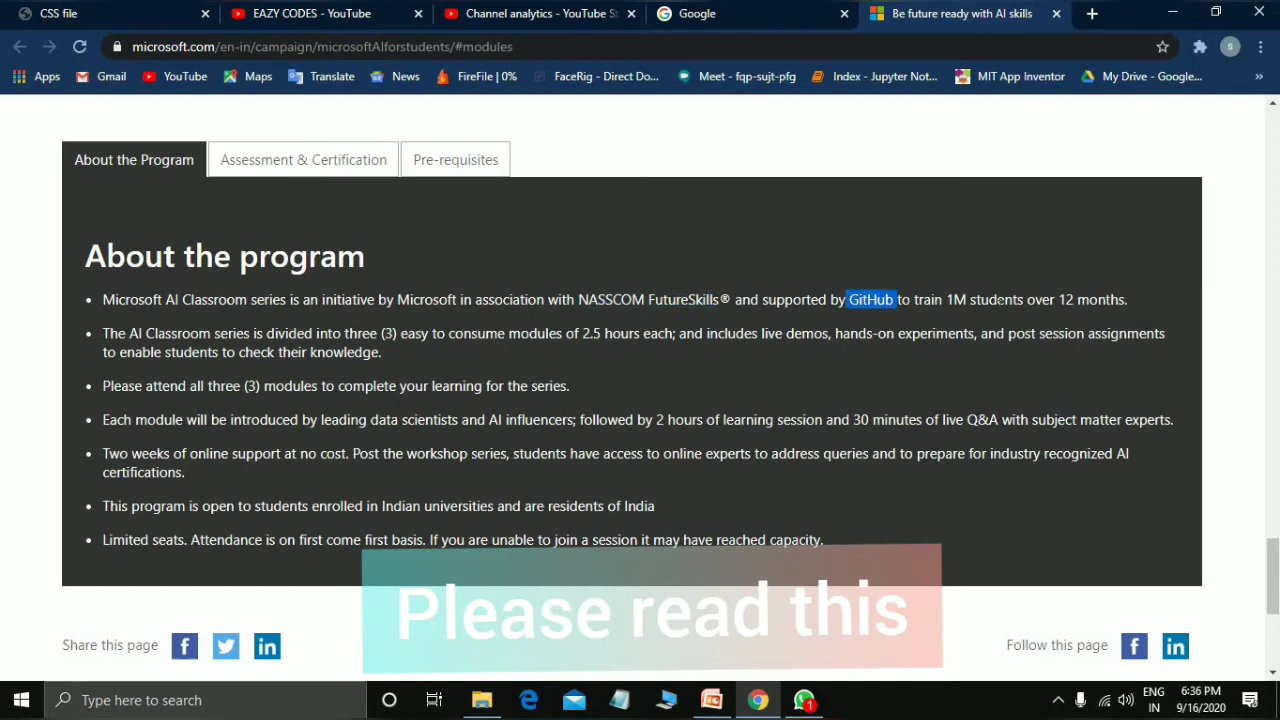 CSS file
EAZY CODES - YouTube
Channel analytics - YouTube St
Google
Be future ready with AI skills
microsoft.com/en-in/campaign/microsoftAIforstudents/#modules
S
Apps
Gmail
YouTube
Maps
Translate
News
FireFile | 0%
FaceRig - Direct Do...
Meet - fqp-sujt-pfg
Index - Jupyter Not...
MIT App Inventor
My Drive - Google...
»
About the Program
Assessment & Certification
Pre-requisites
About the program
• Microsoft AI Classroom series is an initiative by Microsoft in association with NASSCOM FutureSkills® and supported by GitHub to train 1M students over 12 months.
• The AI Classroom series is divided into three (3) easy to consume modules of 2.5 hours each; and includes live demos, hands-on experiments, and post session assignments
to enable students to check their knowledge.
• Please attend all three (3) modules to complete your learning for the series.
• Each module will be introduced by leading data scientists and AI influencers; followed by 2 hours of learning session and 30 minutes of live Q&A with subject matter experts.
• Two weeks of online support at no cost. Post the workshop series, students have access to online experts to address queries and to prepare for industry recognized AI
certifications.
• This program is open to students enrolled in Indian universities and are residents of India
• Limited seats. Attendance is on first come first basis. If you are unable to join a session it may have reached capacity.
Please read this
Share this page
Follow this page
Type here to search
1
ENG
IN
6:36 PM
9/16/2020